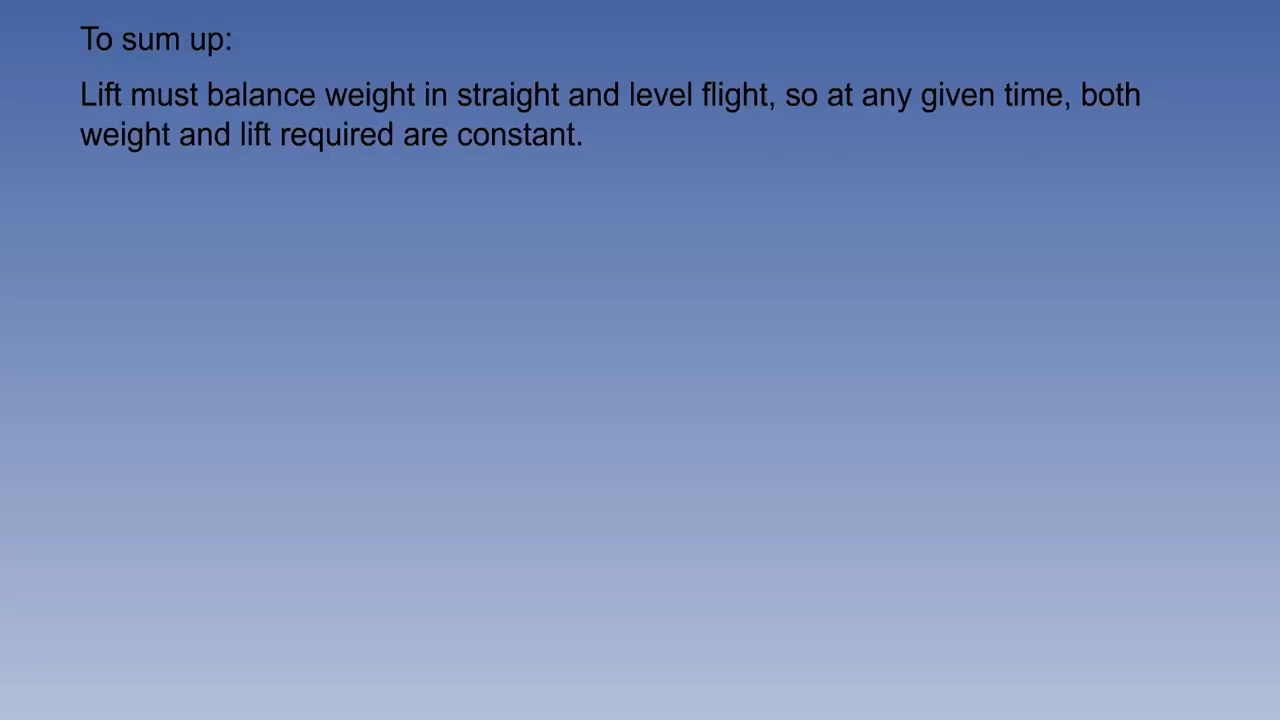 To sum up:
Lift must balance weight in straight and level flight, so at any given time, both
weight and lift required are constant.